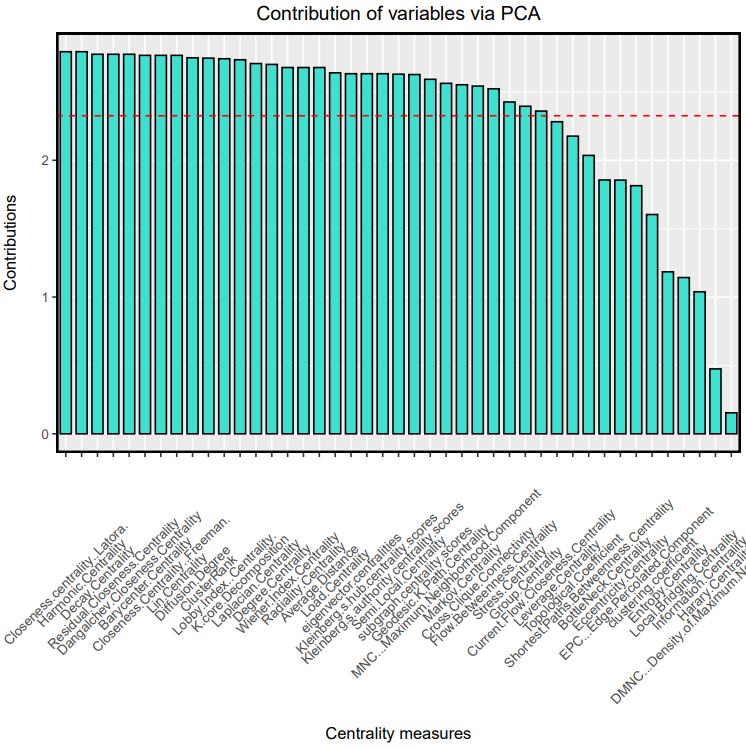 Contribution of variables via PCA
Contributions
2
1
0
Closeness.centrality..Latora.
Harmonic.Centrality
Decay.Centrality
Residual.Closeness.Centrality
Dangalchev.Closeness.Centrality
Barycenter.Centrality
Closeness.Centrality..Freeman.
Lin.Centrality
Diffusion.Degree
ClusterRank
Lobby.Index..Centrality.
K.core.Decomposition
Laplacian.Centrality
Degree.Centrality
Wiener.Index.Centrality
Radiality.Centrality
Average.Distance
Load.Centrality
eigenvector.centralities
Kleinberg.s.hub.centrality.scores
Kleinberg.s.authority.centrality.scores
Semi.Local.Centrality
subgraph.centrality.scores
Geodesic.K.Path.Centrality
MNC...Maximum.Neighborhood.Component
Markov.Centrality
Cross.Clique.Connectivity
Flow.Betweenness.Centrality
Stress.Centrality
Group.Centrality
Current.Flow.Closeness.Centrality
Leverage.Centrality
Topological.Coefficient
Shortest.Paths.Betweenness.Centrality
BottleNeck.Centrality
Eccentricity.Centrality
EPC...Edge.Percolated.Component
clustering.coefficient
Entropy.Centrality
Local.Bridging.Centrality
Information.Centrality
Harary.Centrality
DMNC...Density.of.Maximum.N
Centrality measures